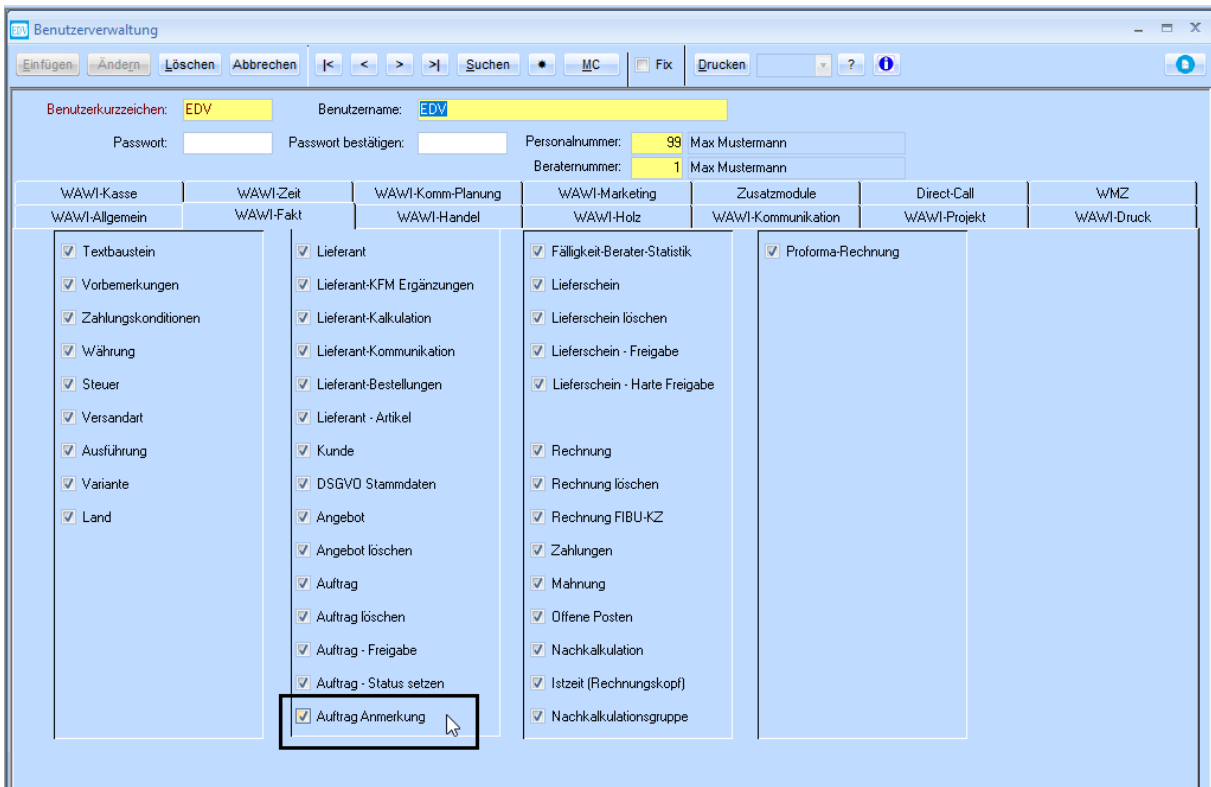 EDV Benutzerverwaltung
Einfügen Ändern Löschen Abbrechen |< < > >| Suchen * MC Fix Drucken ?
Benutzerkurzzeichen: EDV Benutzername: EDV
Passwort: Passwort bestätigen: Personalnummer: 99 Max Mustermann
Beraternummer: 1 Max Mustermann
WAWI-Kasse WAWI-Zeit WAWI-Komm-Planung WAWI-Marketing Zusatzmodule Direct-Call WMZ
WAWI-Allgemein WAWI-Fakt WAWI-Handel WAWI-Holz WAWI-Kommunikation WAWI-Projekt WAWI-Druck
Textbaustein
Vorbemerkungen
Zahlungskonditionen
Währung
Steuer
Versandart
Ausführung
Variante
Land
Lieferant
Lieferant-KFM Ergänzungen
Lieferant-Kalkulation
Lieferant-Kommunikation
Lieferant-Bestellungen
Lieferant - Artikel
Kunde
DSGVO Stammdaten
Angebot
Angebot löschen
Auftrag
Auftrag löschen
Auftrag - Freigabe
Auftrag - Status setzen
Auftrag Anmerkung
Fälligkeit-Berater-Statistik
Lieferschein
Lieferschein löschen
Lieferschein - Freigabe
Lieferschein - Harte Freigabe
Rechnung
Rechnung löschen
Rechnung FIBU-KZ
Zahlungen
Mahnung
Offene Posten
Nachkalkulation
Istzeit (Rechnungskopf)
Nachkalkulationsgruppe
Proforma-Rechnung